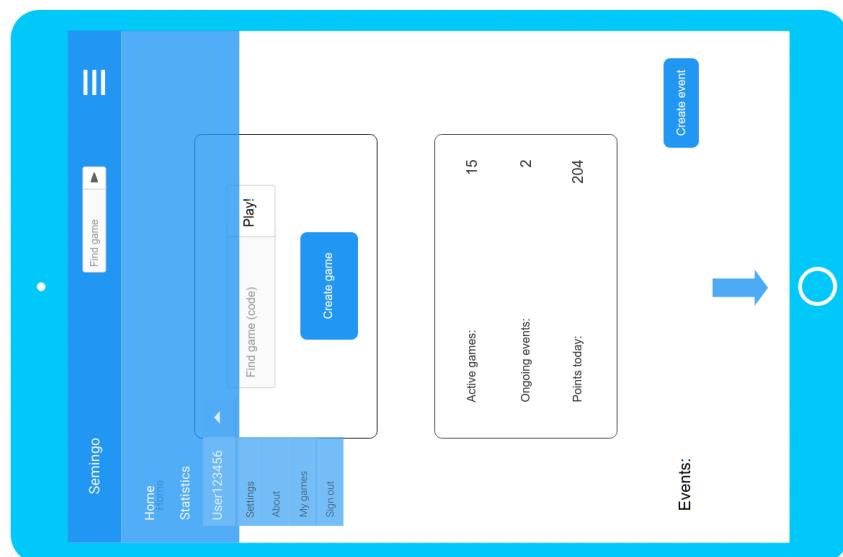 Semingo
Find game
Home
Home
Statistics
User123456
Settings
About
My games
Sign out
Find game (code)
Play!
Create game
Active games: 15
Ongoing events: 2
Points today: 204
Events:
Create event